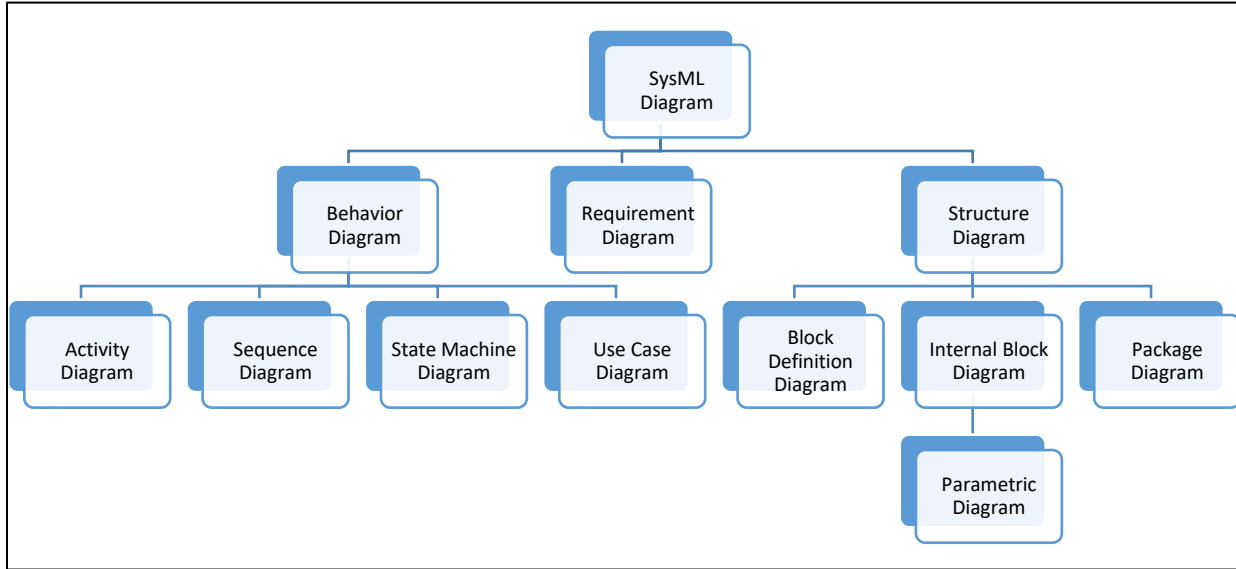 SysML
Diagram
Behavior
Diagram
Requirement
Diagram
Structure
Diagram
Activity
Diagram
Sequence
Diagram
State Machine
Diagram
Use Case
Diagram
Block
Definition
Diagram
Internal Block
Diagram
Package
Diagram
Parametric
Diagram